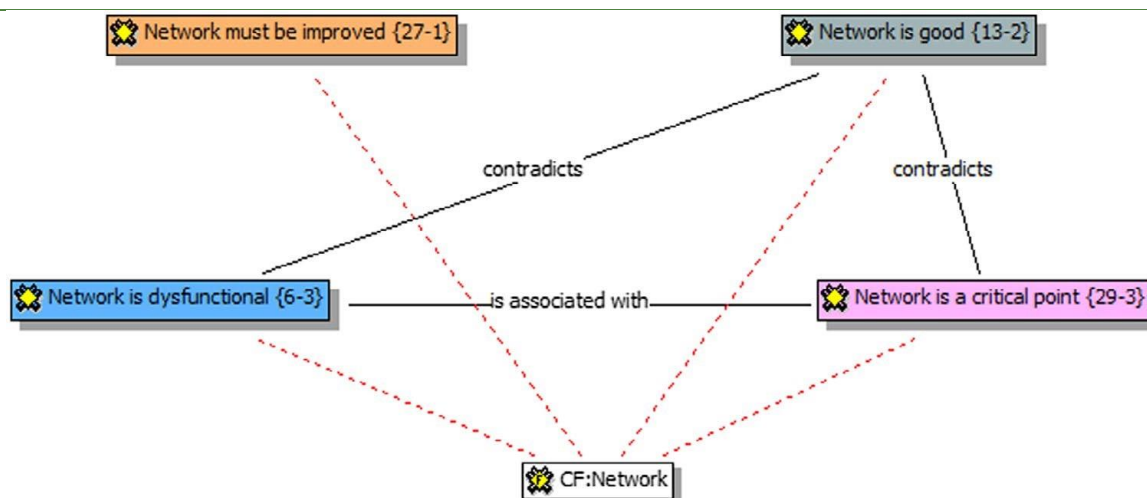 Network must be improved {27-1}
Network is good {13-2}
contradicts
contradicts
Network is dysfunctional {6-3}
is associated with
Network is a critical point {29-3}
F
CF:Network